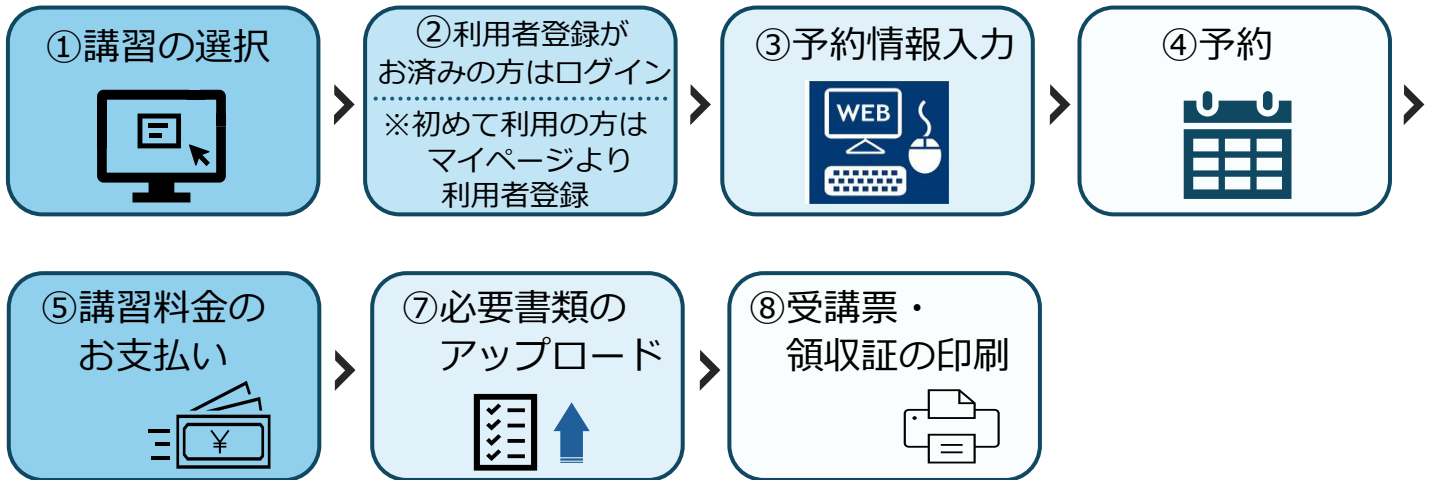 ①講習の選択
②利用者登録が
お済みの方はログイン
※初めて利用の方は
マイページより
利用者登録
③予約情報入力
WEB
④予約
⑤講習料金の
お支払い
¥
⑦必要書類の
アップロード
⑧受講票・
領収証の印刷